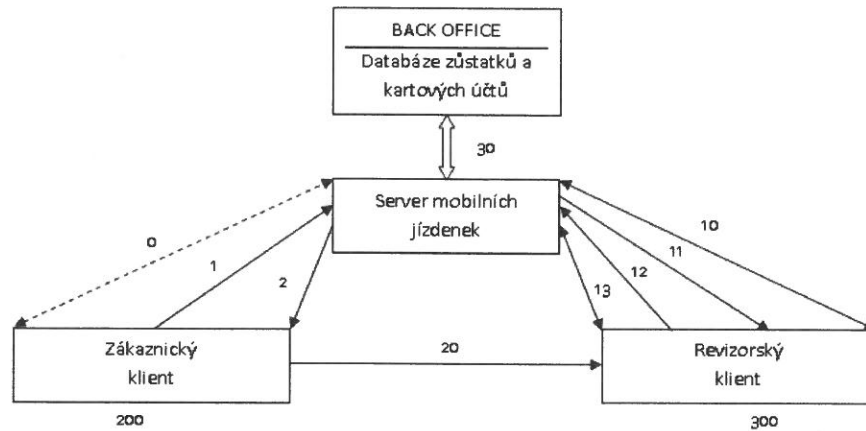 BACK OFFICE
Databáze zůstatků a
kartových účtů
30
Server mobilních
jízdenek
0
1
2
13
12
11
10
Zákaznický
klient
20
Revizorský
klient
200
300